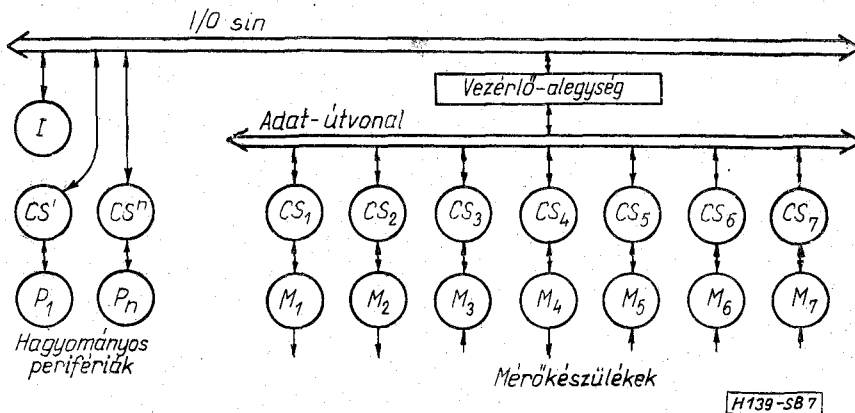 I/O sin
Vezérlő-alegység
I
Adat-útvonal
CS' CSⁿ CS₁ CS₂ CS₃ CS₄ CS₅ CS₆ CS₇
P₁ Pₙ M₁ M₂ M₃ M₄ M₅ M₆ M₇
Hagyományos
perifériák
Mérőkészülékek
H139-SB7